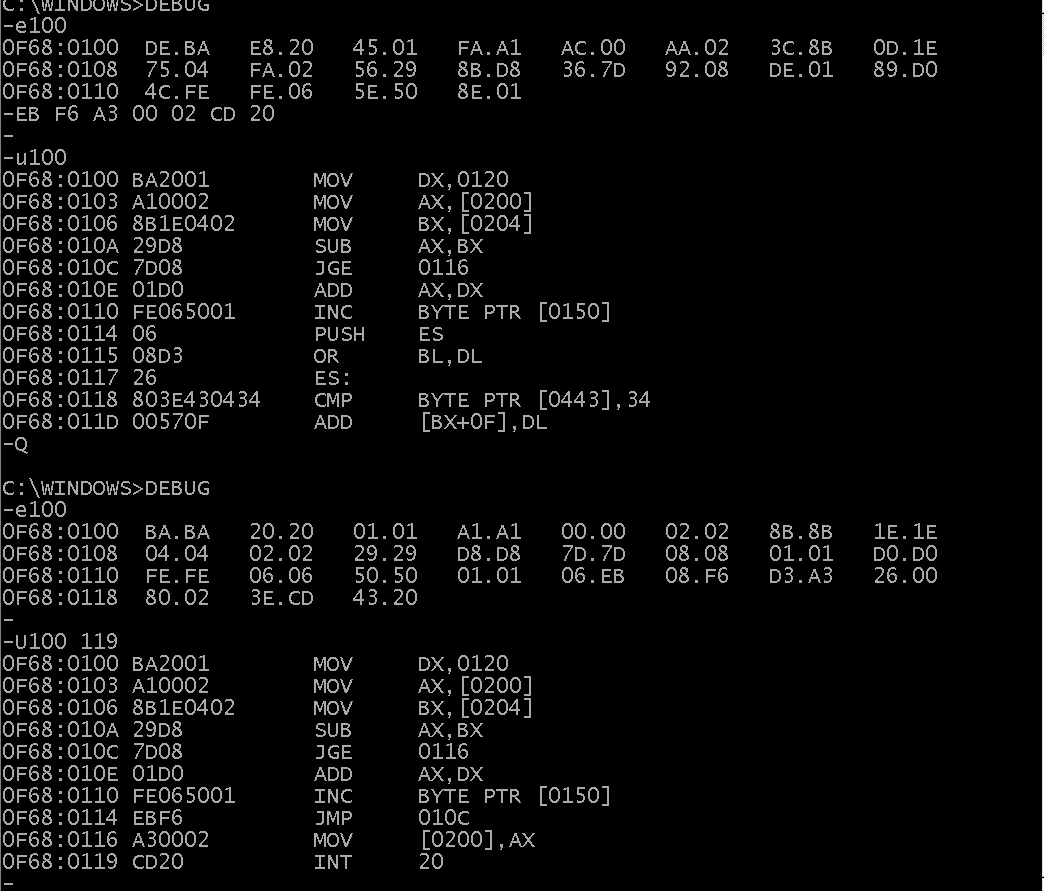 C:\WINDOWS>DEBUG
-e100
0F68:0100  DE.BA   E8.20   45.01   FA.A1   AC.00   AA.02   3C.8B   0D.1E
0F68:0108  75.04   FA.02   56.29   8B.D8   36.7D   92.08   DE.01   89.D0
0F68:0110  4C.FE   FE.06   5E.50   8E.01
-EB F6 A3 00 02 CD 20
-
-u100
0F68:0100 BA2001        MOV     DX,0120
0F68:0103 A10002        MOV     AX,[0200]
0F68:0106 8B1E0402      MOV     BX,[0204]
0F68:010A 29D8          SUB     AX,BX
0F68:010C 7D08          JGE     0116
0F68:010E 01D0          ADD     AX,DX
0F68:0110 FE065001      INC     BYTE PTR [0150]
0F68:0114 06            PUSH    ES
0F68:0115 08D3          OR      BL,DL
0F68:0117 26            ES:
0F68:0118 803E430434    CMP     BYTE PTR [0443],34
0F68:011D 00570F        ADD     [BX+0F],DL
-Q
C:\WINDOWS>DEBUG
-e100
0F68:0100  BA.BA   20.20   01.01   A1.A1   00.00   02.02   8B.8B   1E.1E
0F68:0108  04.04   02.02   29.29   D8.D8   7D.7D   08.08   01.01   D0.D0
0F68:0110  FE.FE   06.06   50.50   01.01   06.EB   08.F6   D3.A3   26.00
0F68:0118  80.02   3E.CD   43.20
-
-U100 119
0F68:0100 BA2001        MOV     DX,0120
0F68:0103 A10002        MOV     AX,[0200]
0F68:0106 8B1E0402      MOV     BX,[0204]
0F68:010A 29D8          SUB     AX,BX
0F68:010C 7D08          JGE     0116
0F68:010E 01D0          ADD     AX,DX
0F68:0110 FE065001      INC     BYTE PTR [0150]
0F68:0114 EBF6          JMP     010C
0F68:0116 A30002        MOV     [0200],AX
0F68:0119 CD20          INT     20
-